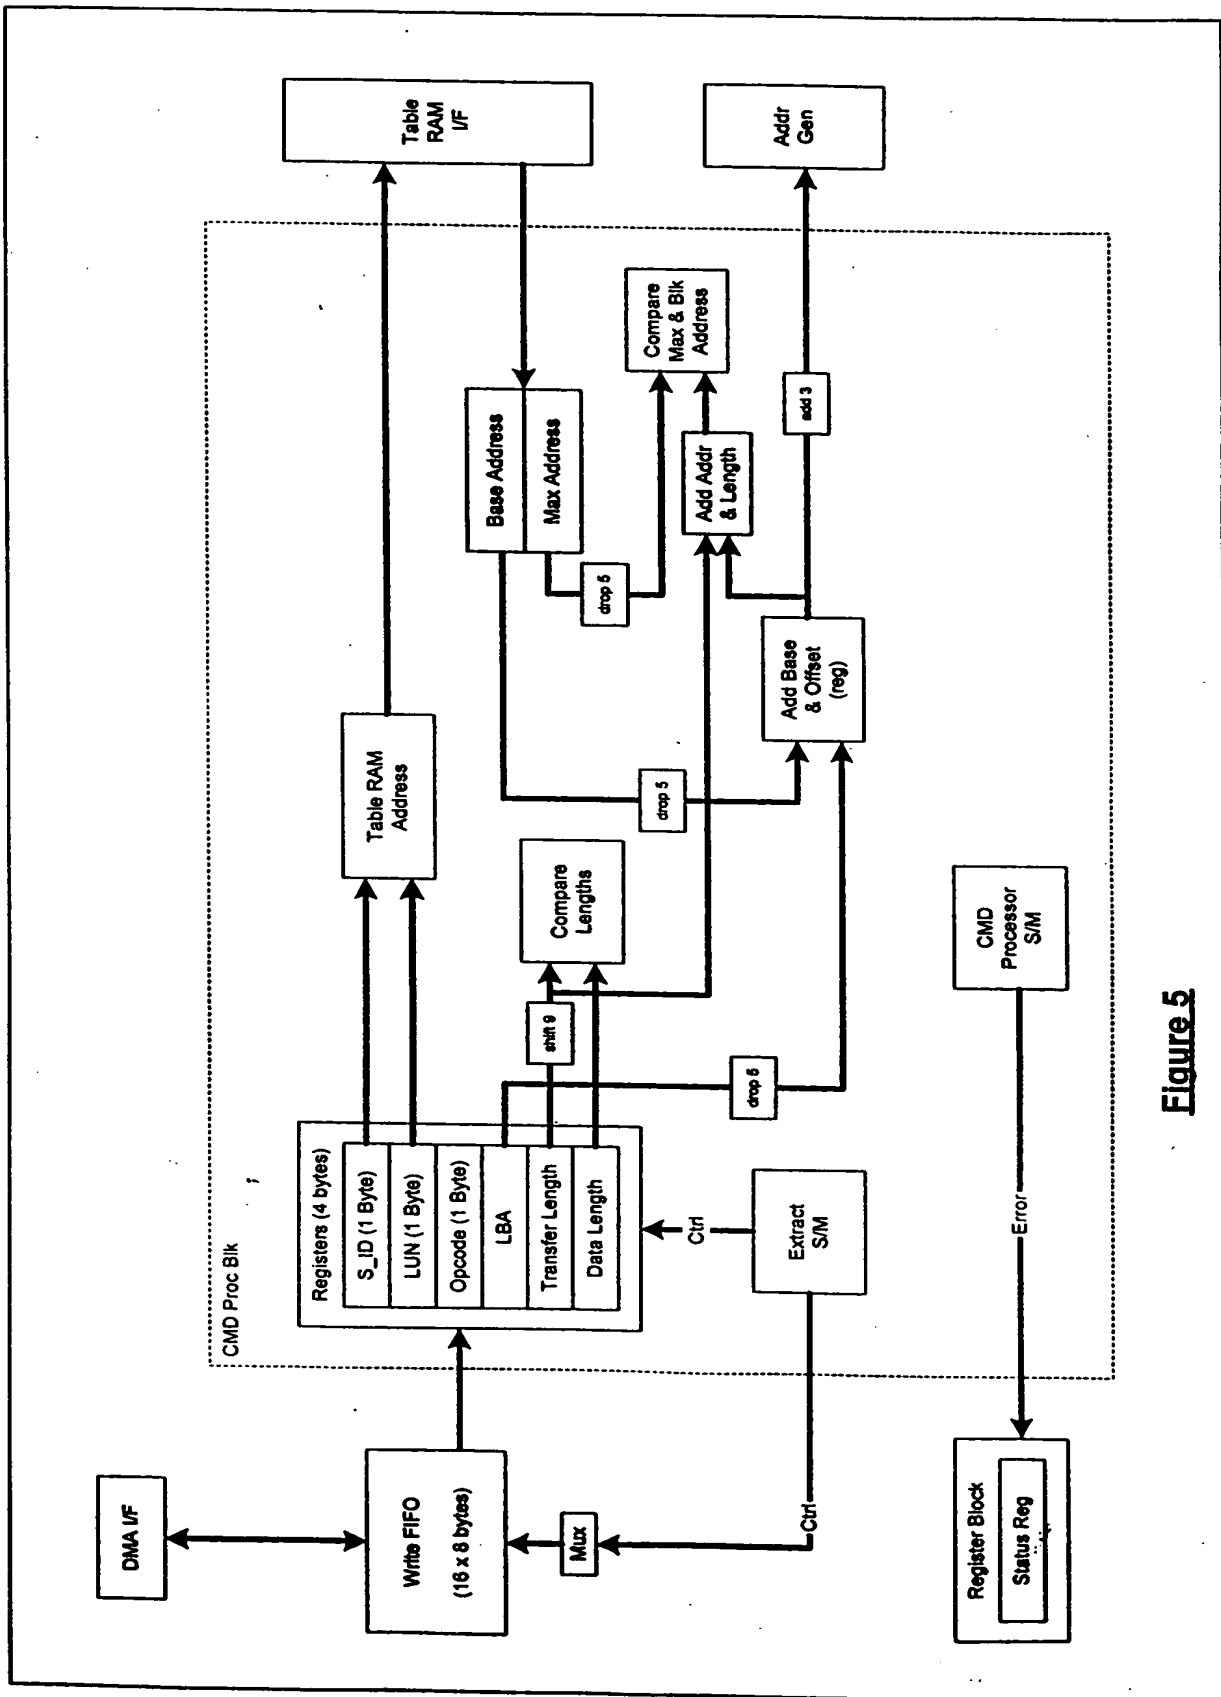 DMA I/F
Write FIFO
(16 x 8 bytes)
Mux
Ctrl
Register Block
Status Reg
CMD Proc Blk
Registers (4 bytes)
S_ID (1 Byte)
LUN (1 Byte)
Opcode (1 Byte)
LBA
Transfer Length
Data Length
Ctrl
Extract
S/M
Error
shift 9
drop 5
Compare
Lengths
CMD
Processor
S/M
Table RAM
Address
drop 5
Add Base
& Offset
(reg)
Base Address
Max Address
drop 5
Add Addr
& Length
Compare
Max & Blk
Address
add 3
Table
RAM
I/F
Addr
Gen
Figure 5